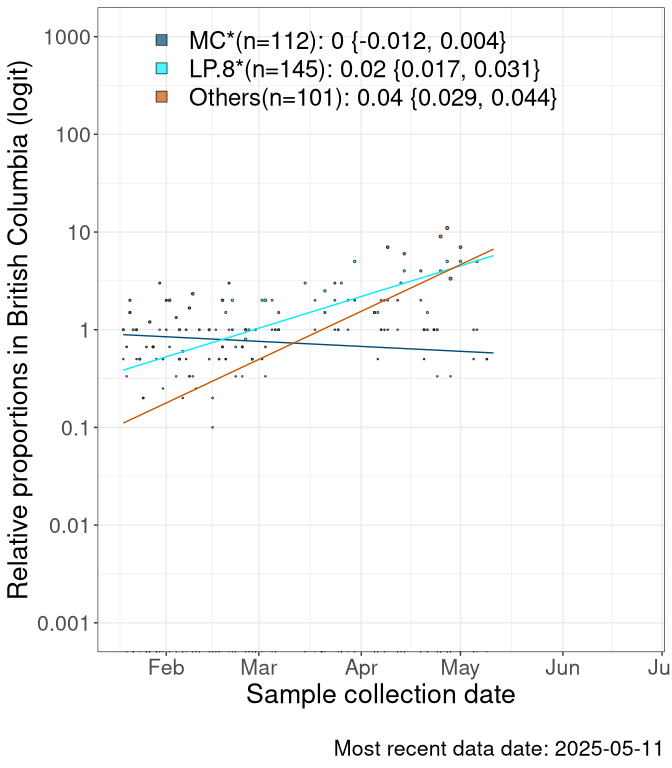 MC*(n=112): 0 {-0.012, 0.004}
LP.8*(n=145): 0.02 {0.017, 0.031}
Others(n=101): 0.04 {0.029, 0.044}
Relative proportions in British Columbia (logit)
1000
100
10
1
0.1
0.01
0.001
Feb Mar Apr May Jun Ju
Sample collection date
Most recent data date: 2025-05-11